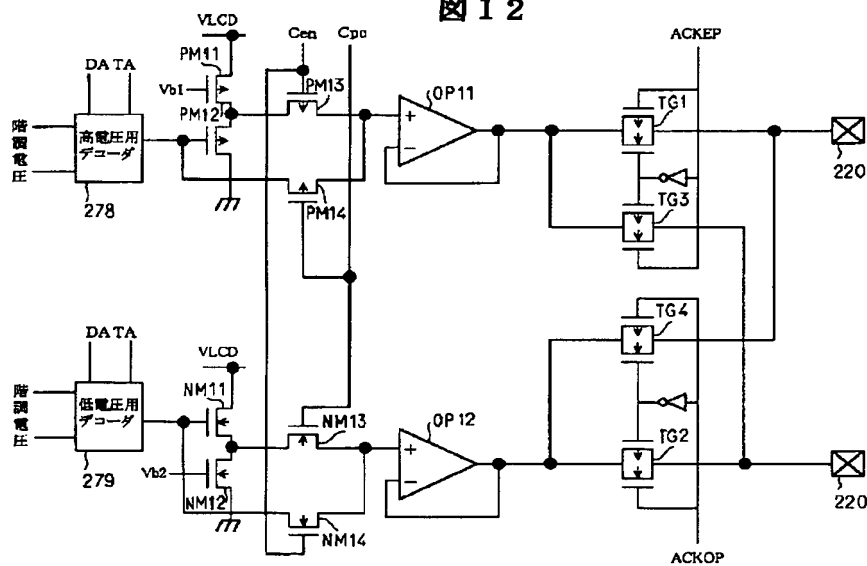 図12
VLCD
Cen
Cpu
ACKEP
DATA
PM11
Vb1
PM13
OP11
TG1
PM12
階調電圧
高電圧用
デコーダ
278
PM14
TG3
220
DATA
VLCD
NM11
TG4
階調電圧
低電圧用
デコーダ
279
NM13
OP12
TG2
Vb2
NM12
NM14
220
ACKOP